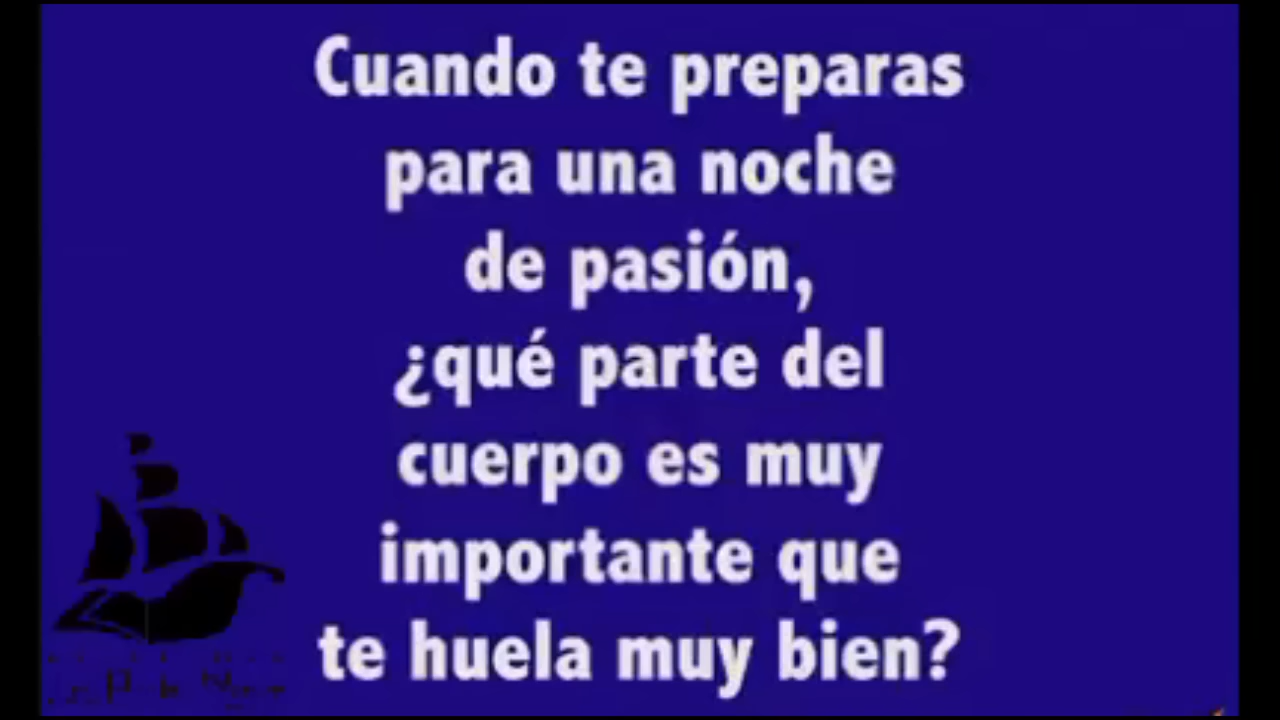 Cuando te preparas
para una noche
de pasión,
¿qué parte del
cuerpo es muy
importante que
te huela muy bien?